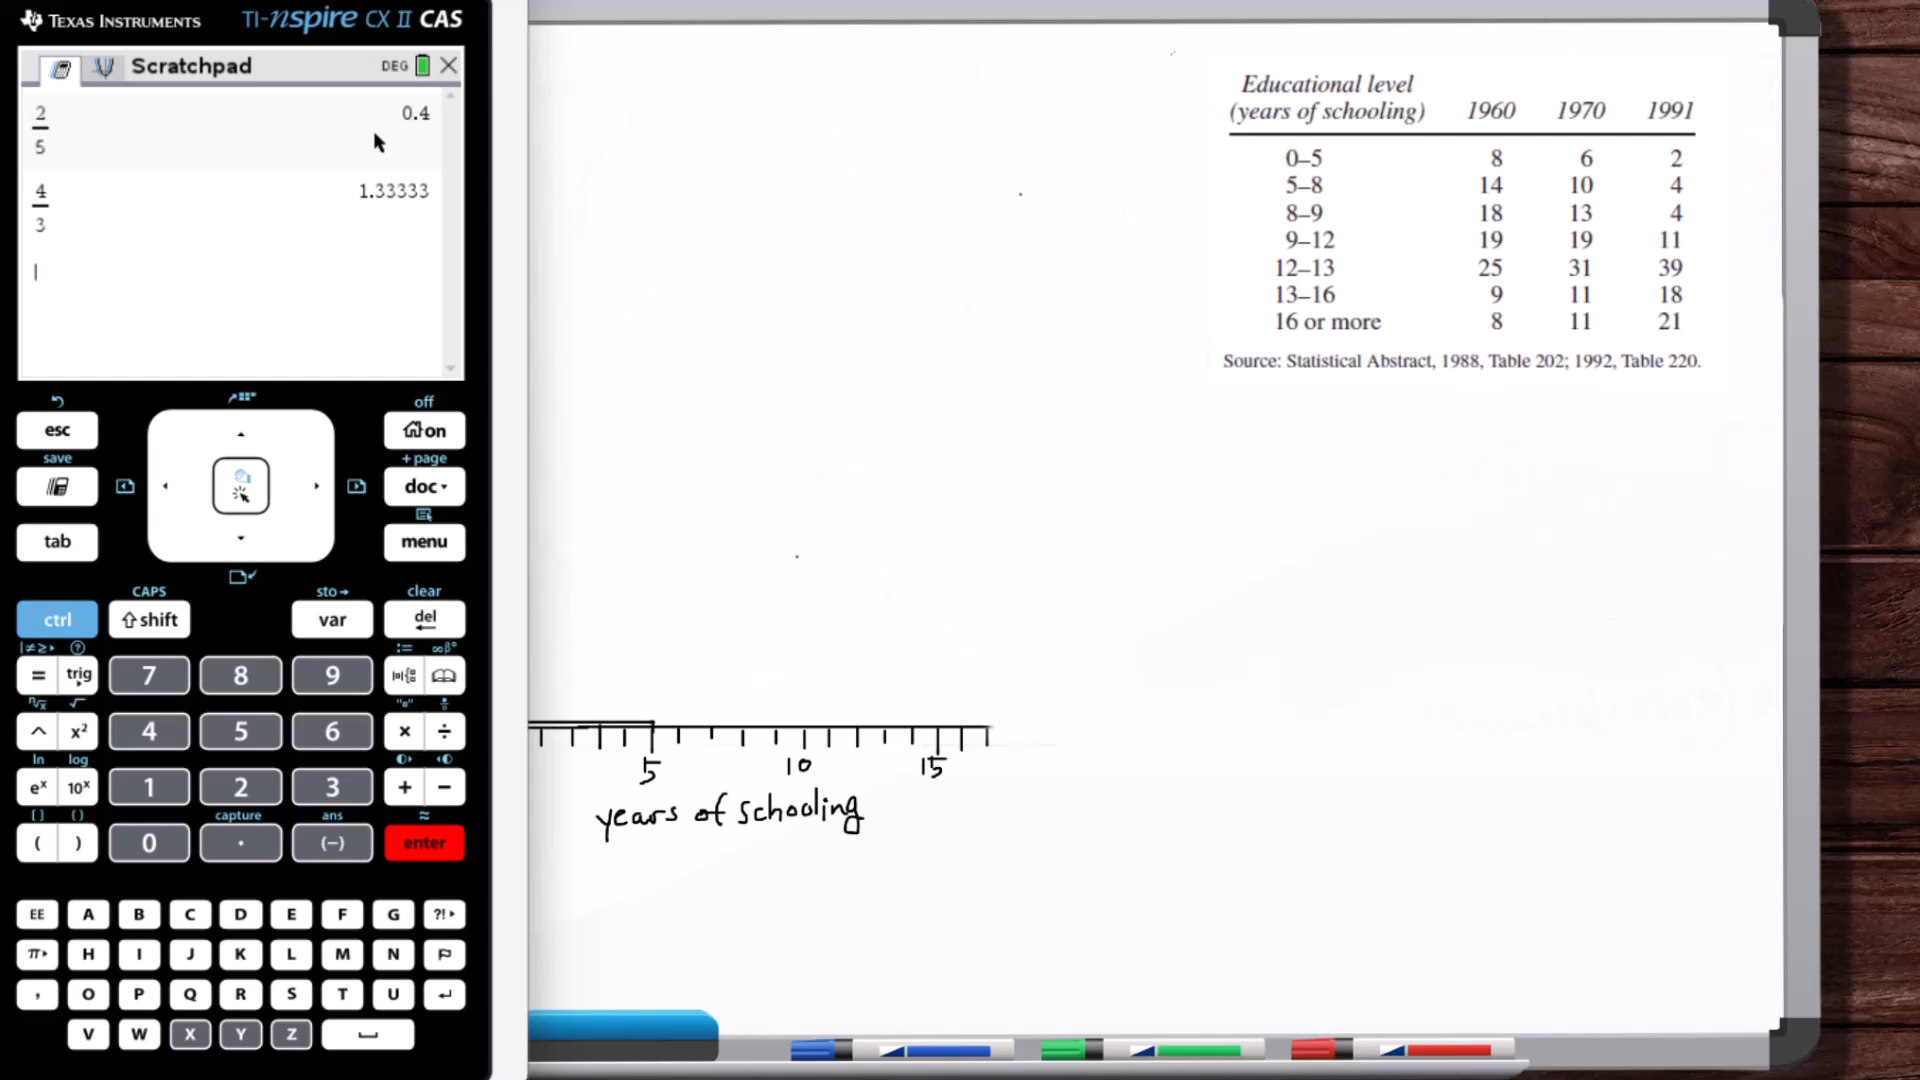 TEXAS INSTRUMENTS TI-nspire CX II CAS
Scratchpad DEG
2
5
0.4
4
3
1.33333
off
esc on
save +page
doc
tab menu
CAPS sto→ clear
ctrl shift var del
|≠≥▸ ? := ∞β°
= trig 7 8 9
ⁿ√x √ "□"
^ x² 4 5 6 × ÷
ln log
eˣ 10ˣ 1 2 3 + −
[ ] { } capture ans ≈
( ) 0 . (−) enter
EE A B C D E F G ?!▸
π▸ H I J K L M N
, O P Q R S T U ↵
V W X Y Z
Educational level
(years of schooling) 1960 1970 1991
0–5 8 6 2
5–8 14 10 4
8–9 18 13 4
9–12 19 19 11
12–13 25 31 39
13–16 9 11 18
16 or more 8 11 21
Source: Statistical Abstract, 1988, Table 202; 1992, Table 220.
5 10 15
years of schooling